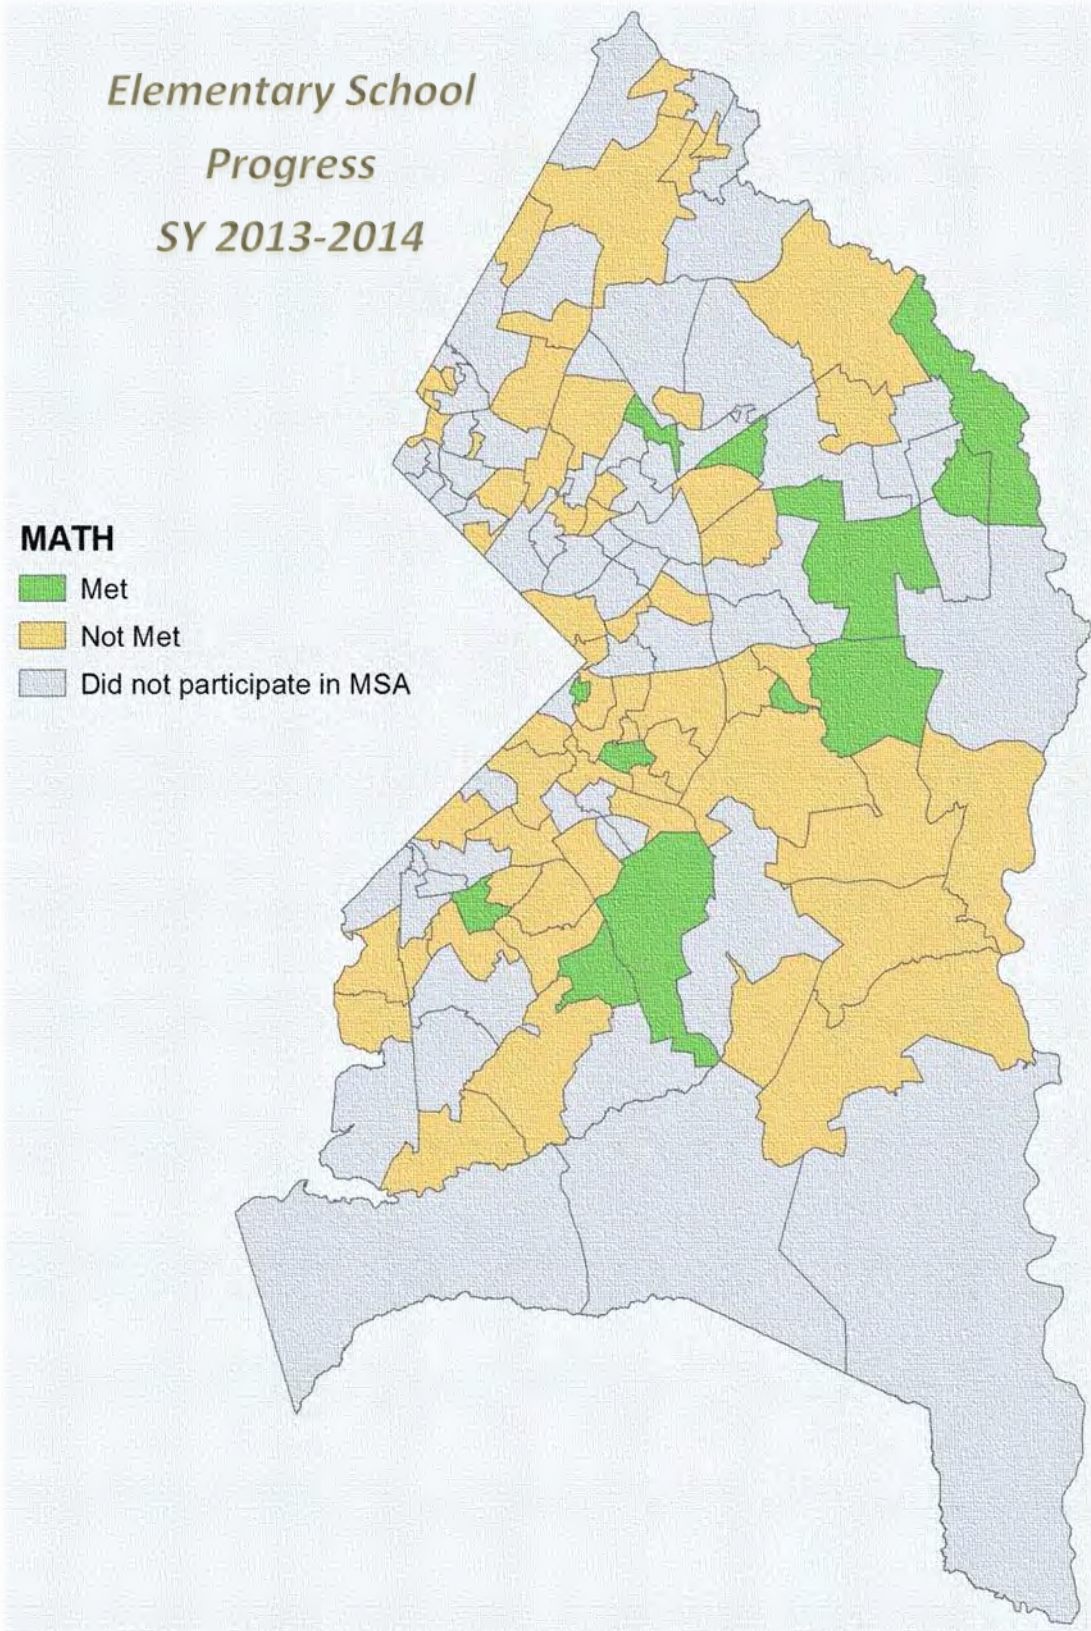 Elementary School
Progress
SY 2013-2014
MATH
Met
Not Met
Did not participate in MSA